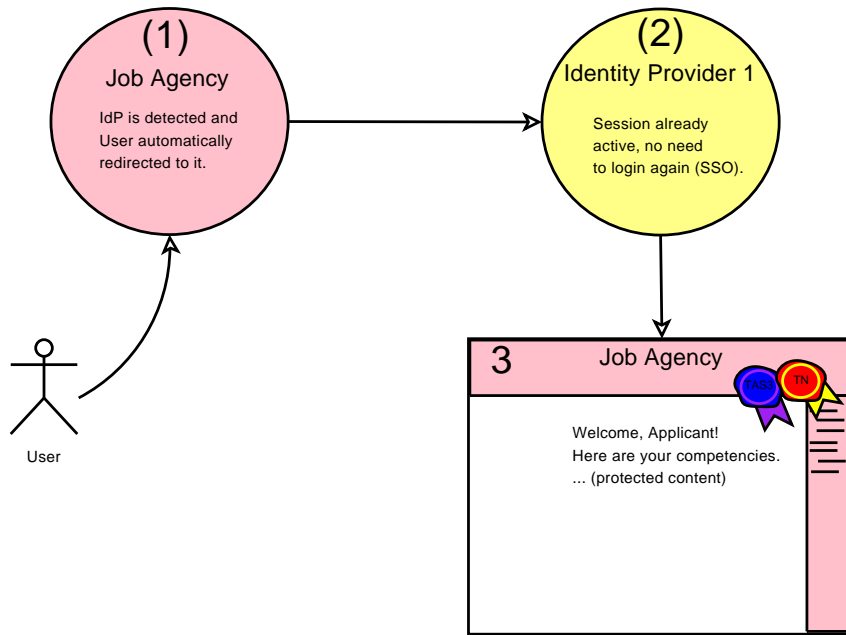 (1)
Job Agency
IdP is detected and
User automatically
redirected to it.
(2)
Identity Provider 1
Session already
active, no need
to login again (SSO).
User
3
Job Agency
TAS3
TN
Welcome, Applicant!
Here are your competencies.
... (protected content)